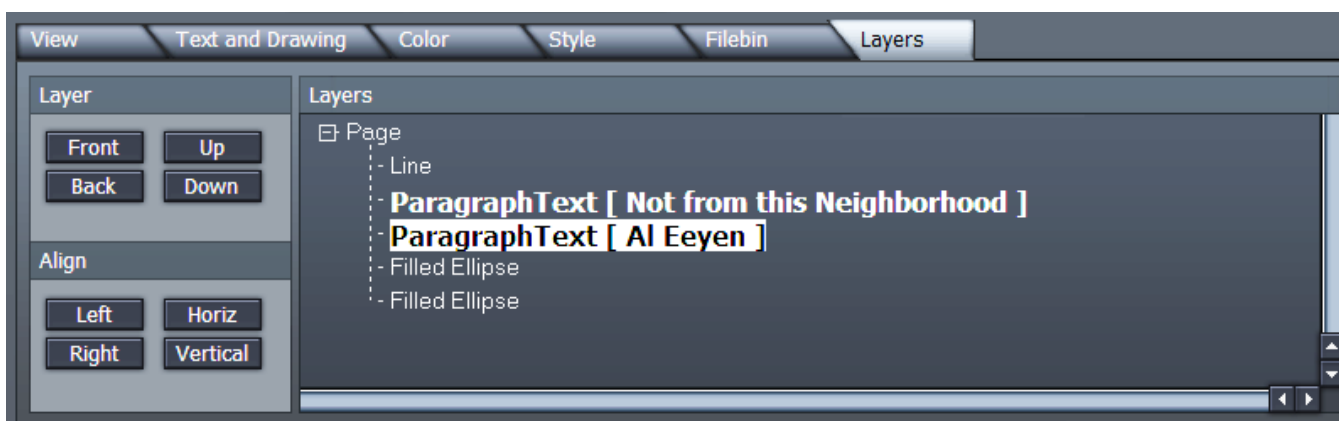 View Text and Drawing Color Style Filebin Layers
Layer
Front Up
Back Down
Align
Left Horiz
Right Vertical
Layers
Page
Line
ParagraphText [ Not from this Neighborhood ]
ParagraphText [ Al Eeyen ]
Filled Ellipse
Filled Ellipse